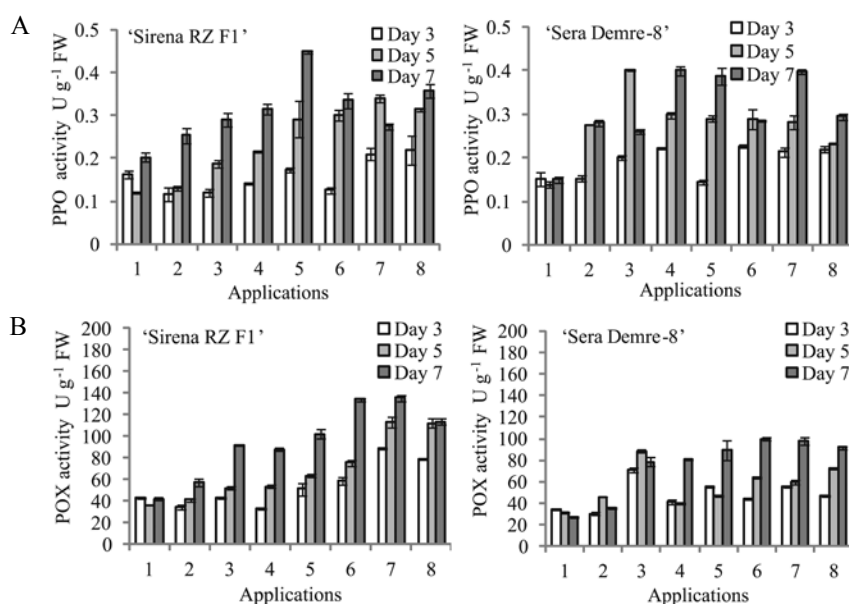 A
'Sirena RZ F1'
Day 3
Day 5
Day 7
PPO activity U g-1 FW
0.5
0.4
0.3
0.2
0.1
0
1 2 3 4 5 6 7 8
Applications
'Sera Demre-8'
Day 3
Day 5
Day 7
PPO activity U g-1 FW
0.5
0.4
0.3
0.2
0.1
0
1 2 3 4 5 6 7 8
Applications
B
'Sirena RZ F1'
Day 3
Day 5
Day 7
POX activity U g-1 FW
200
180
160
140
120
100
80
60
40
20
0
1 2 3 4 5 6 7 8
Applications
'Sera Demre-8'
Day 3
Day 5
Day 7
POX activity U g-1 FW
200
180
160
140
120
100
80
60
40
20
0
1 2 3 4 5 6 7 8
Applications